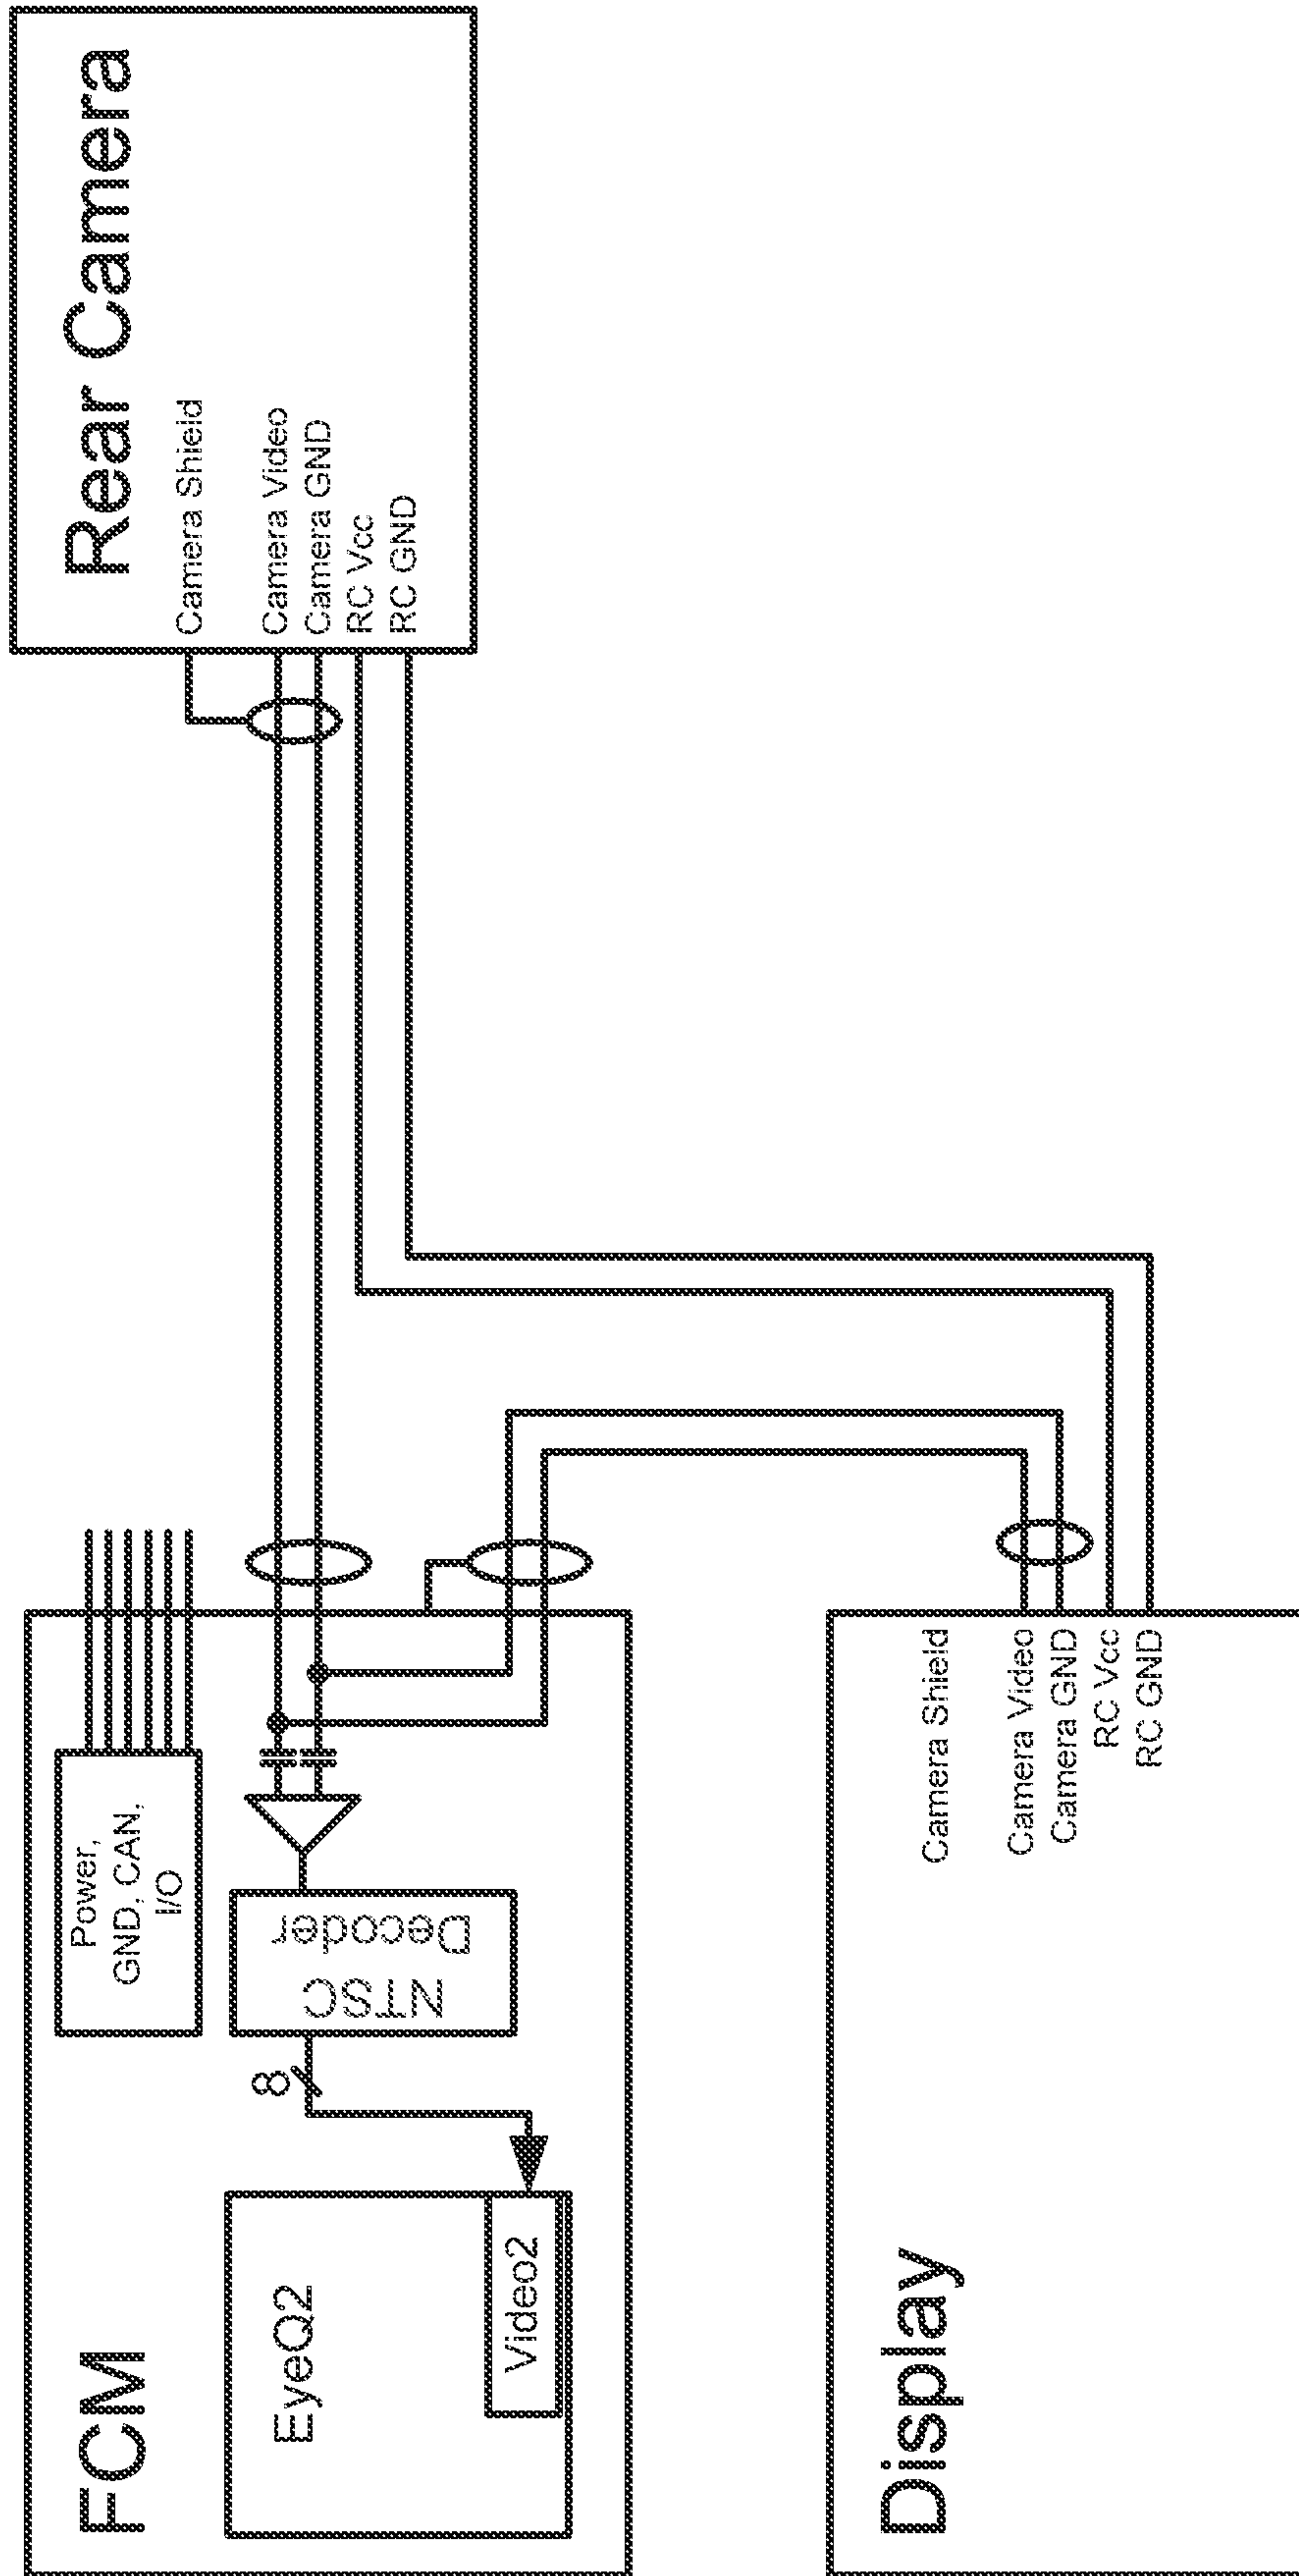 FCM
EyeQ2
Video2
8
NTSC
Decoder
Power,
GND, CAN,
I/O
Rear Camera
Camera Shield
Camera Video
Camera GND
RC Vcc
RC GND
Display
Camera Shield
Camera Video
Camera GND
RC Vcc
RC GND